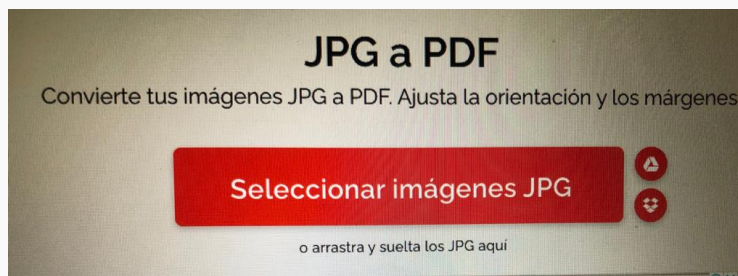 JPG a PDF
Convierte tus imágenes JPG a PDF. Ajusta la orientación y los márgenes
Seleccionar imágenes JPG
o arrastra y suelta los JPG aquí